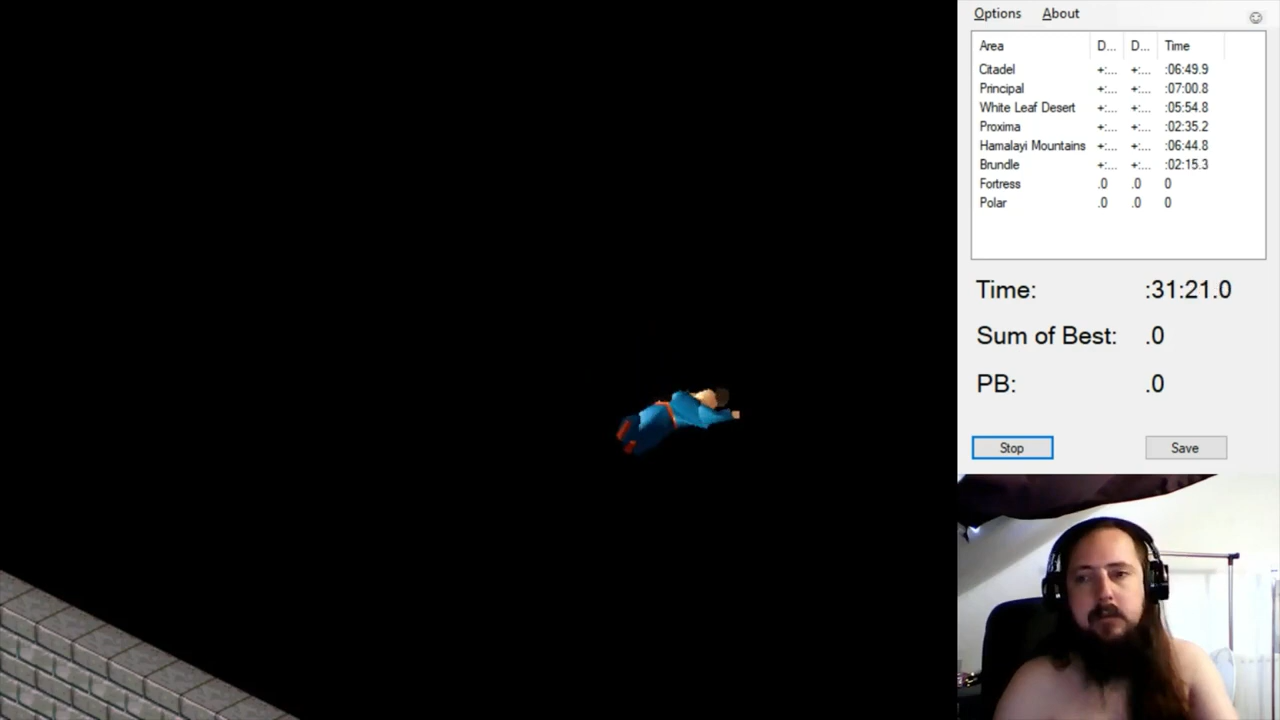 Options About
Area D... D... Time
Citadel +:... +:... :06:49.9
Principal +:... +:... :07:00.8
White Leaf Desert +:... +:... :05:54.8
Proxima +:... +:... :02:35.2
Hamalayi Mountains +:... +:... :06:44.8
Brundle +:... +:... :02:15.3
Fortress .0 .0 0
Polar .0 .0 0
Time: :31:21.0
Sum of Best: .0
PB: .0
Stop Save